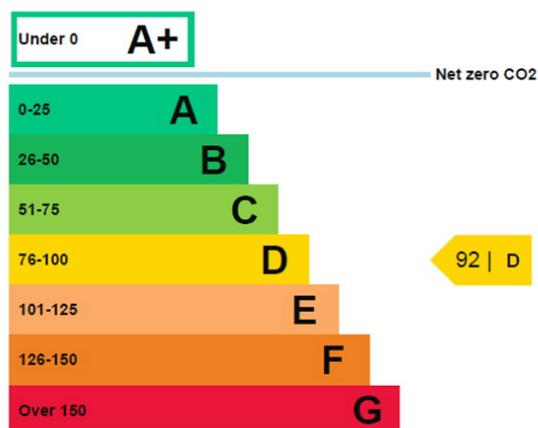 Under 0 A+
Net zero CO2
0-25 A
26-50 B
51-75 C
76-100 D
92 | D
101-125 E
126-150 F
Over 150 G